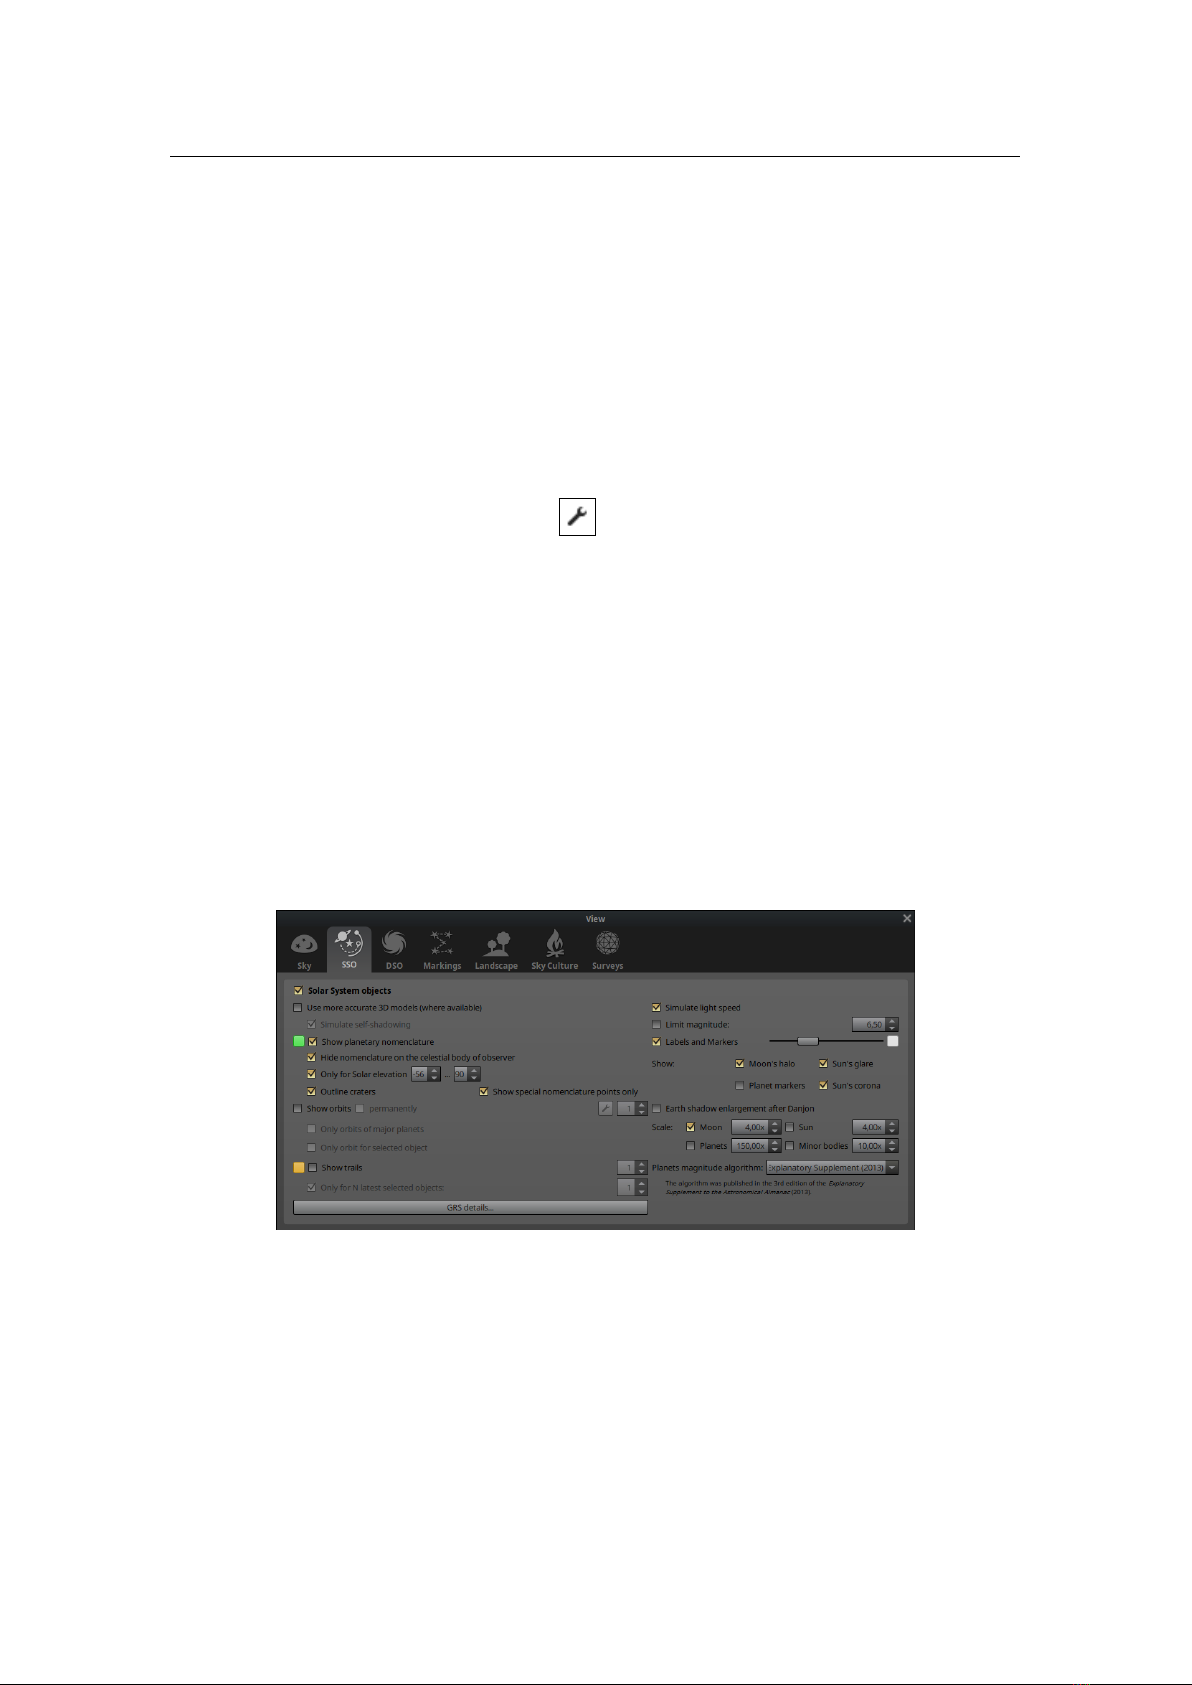 View
Sky
SSO
DSO
Markings
Landscape
Sky Culture
Surveys
Solar System objects
Use more accurate 3D models (where available)
Simulate self-shadowing
Show planetary nomenclature
Hide nomenclature on the celestial body of observer
Only for Solar elevation -56 ... 90
Outline craters
Show special nomenclature points only
Show orbits permanently 1
Only orbits of major planets
Only orbit for selected object
Show trails 1
Only for N latest selected objects: 1
GRS details...
Simulate light speed
Limit magnitude: 6,50
Labels and Markers
Show: Moon's halo Sun's glare
Planet markers Sun's corona
Earth shadow enlargement after Danjon
Scale: Moon 4,00x Sun 4,00x
Planets 150,00x Minor bodies 10,00x
Planets magnitude algorithm: Explanatory Supplement (2013)
The algorithm was published in the 3rd edition of the Explanatory
Supplement to the Astronomical Almanac (2013).